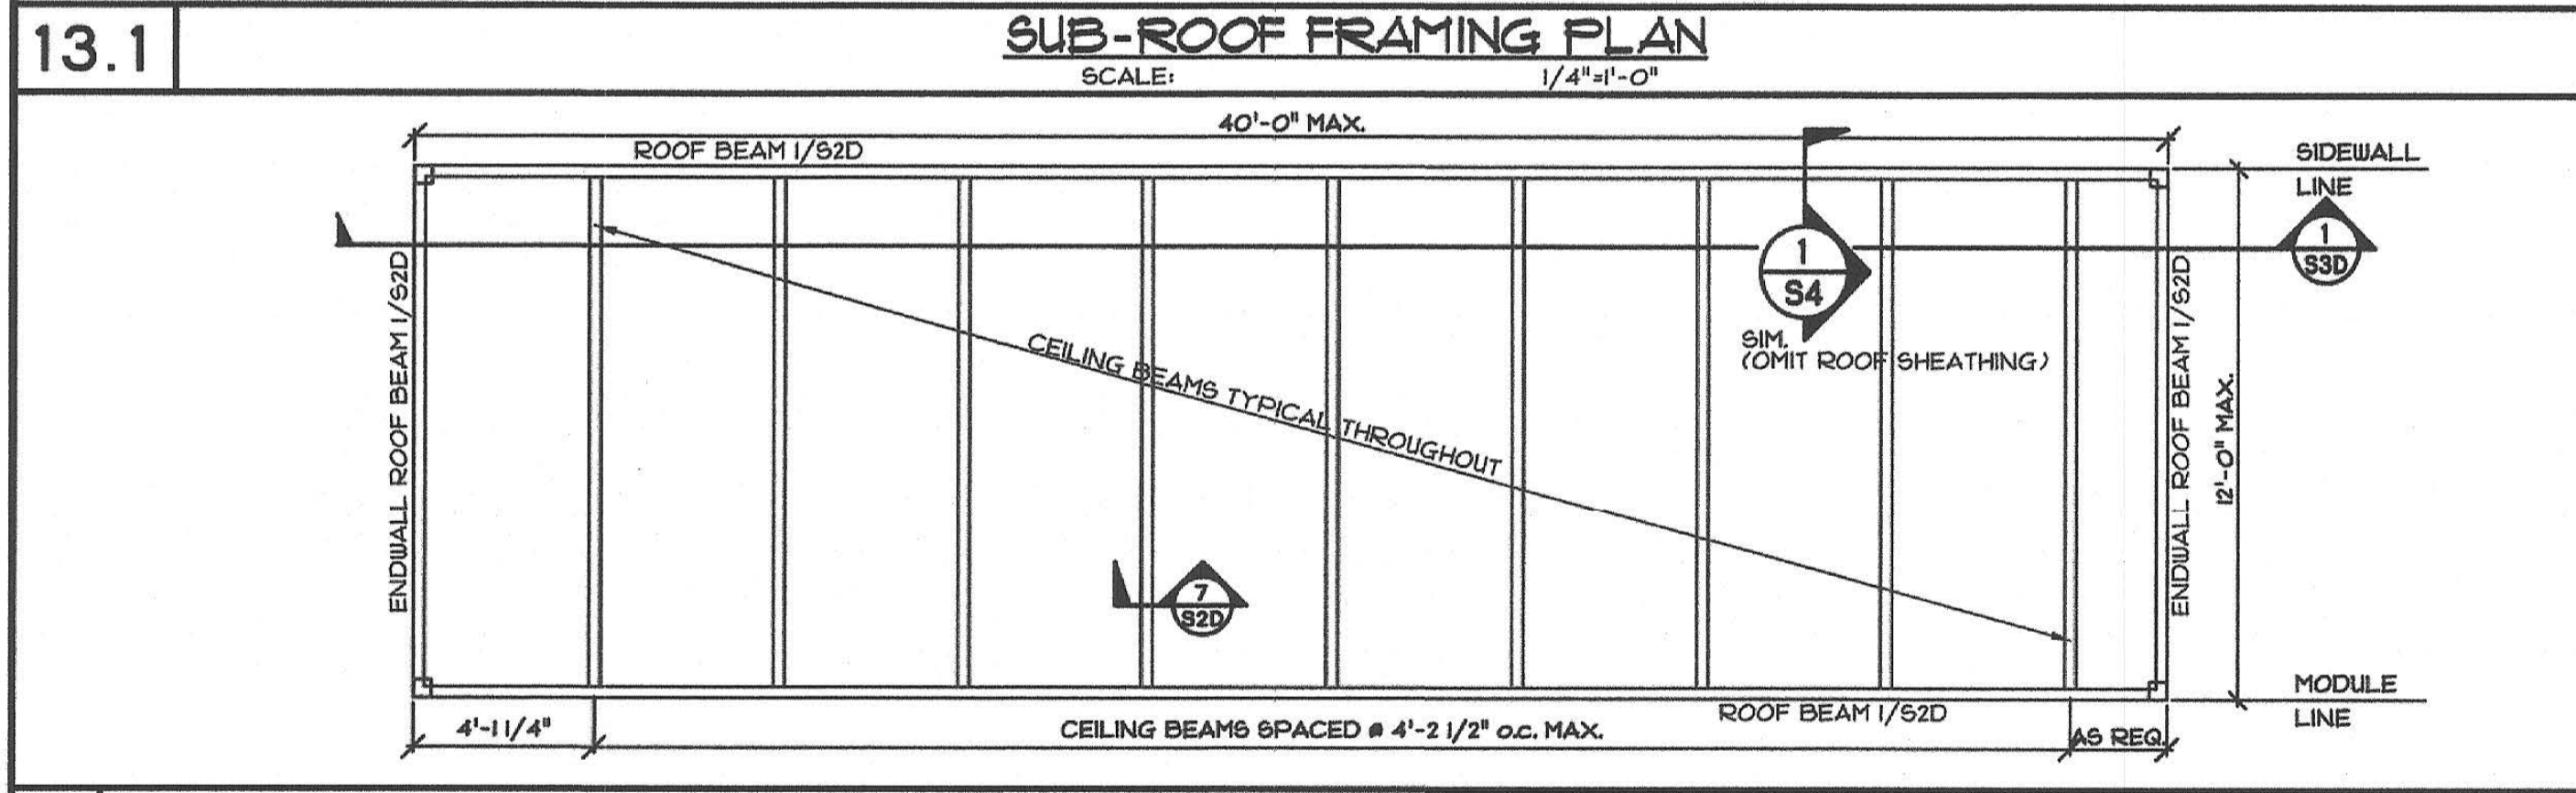 13.1
SUB-ROOF FRAMING PLAN
SCALE: 1/4"=1'-0"
40'-0" MAX.
ROOF BEAM 1/S2D
SIDEWALL
LINE
1
S3D
1
S4
SIM.
(OMIT ROOF SHEATHING)
ENDWALL ROOF BEAM 1/S2D
CEILING BEAMS TYPICAL THROUGHOUT
ENDWALL ROOF BEAM 1/S2D
12'-0" MAX.
7
S2D
MODULE
LINE
ROOF BEAM 1/S2D
4'-1 1/4"
CEILING BEAMS SPACED @ 4'-2 1/2" o.c. MAX.
AS REQ.